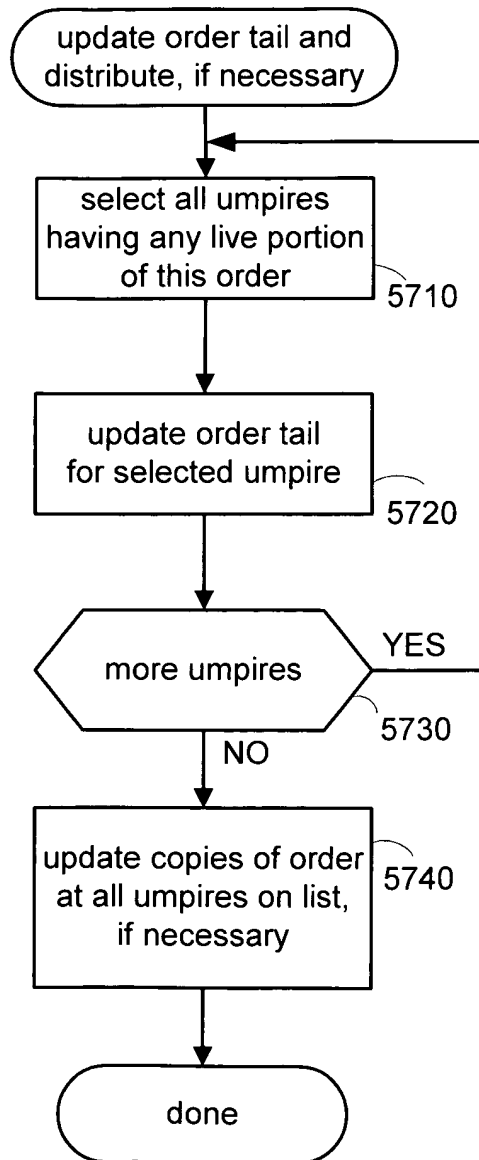 update order tail and
distribute, if necessary
select all umpires
having any live portion
of this order
5710
update order tail
for selected umpire
5720
more umpires
YES
5730
NO
update copies of order
at all umpires on list,
if necessary
5740
done